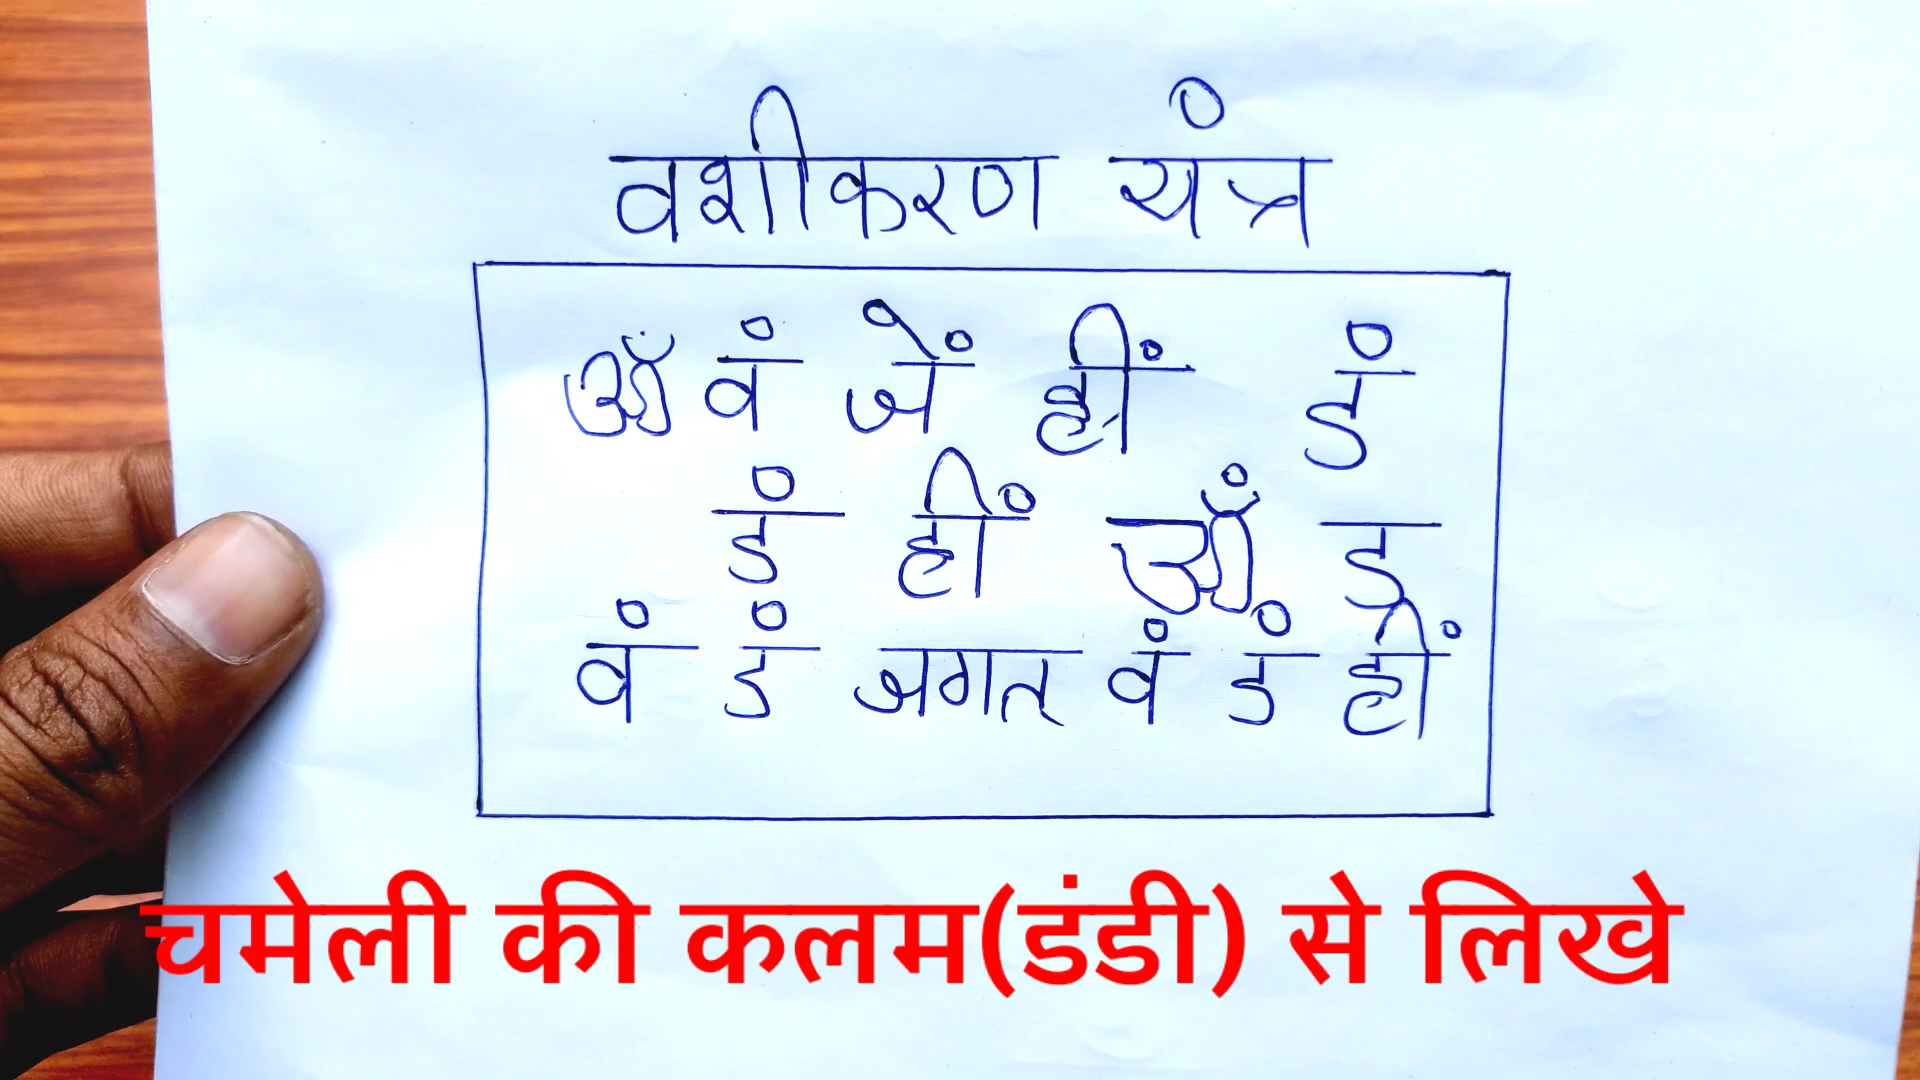 वशीकरण यंत्र
ॐ वं जें हीं डं
डं हीं ॐ ड
वं डं जगत वं डं हीं
चमेली की कलम(डंडी) से लिखे